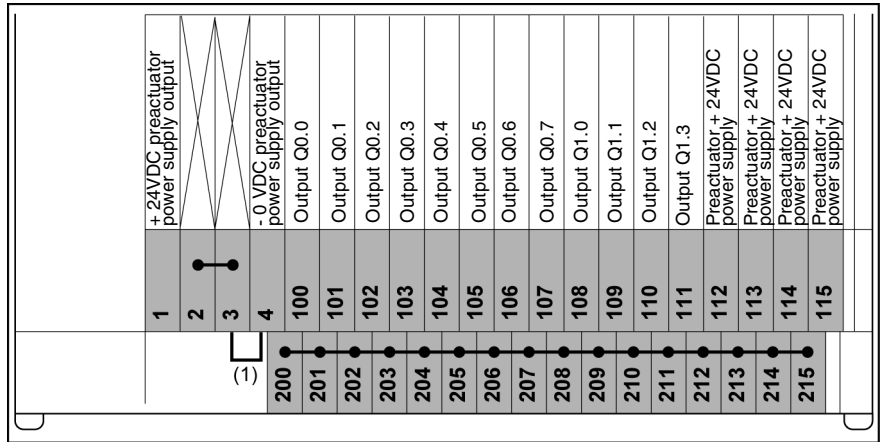 + 24VDC preactuator
power supply output
- 0 VDC preactuator
power supply output
Output Q0.0
Output Q0.1
Output Q0.2
Output Q0.3
Output Q0.4
Output Q0.5
Output Q0.6
Output Q0.7
Output Q1.0
Output Q1.1
Output Q1.2
Output Q1.3
Preactuator + 24VDC
power supply
Preactuator + 24VDC
power supply
Preactuator + 24VDC
power supply
Preactuator + 24VDC
power supply
1
2
3
4
100
101
102
103
104
105
106
107
108
109
110
111
112
113
114
115
(1)
200
201
202
203
204
205
206
207
208
209
210
211
212
213
214
215